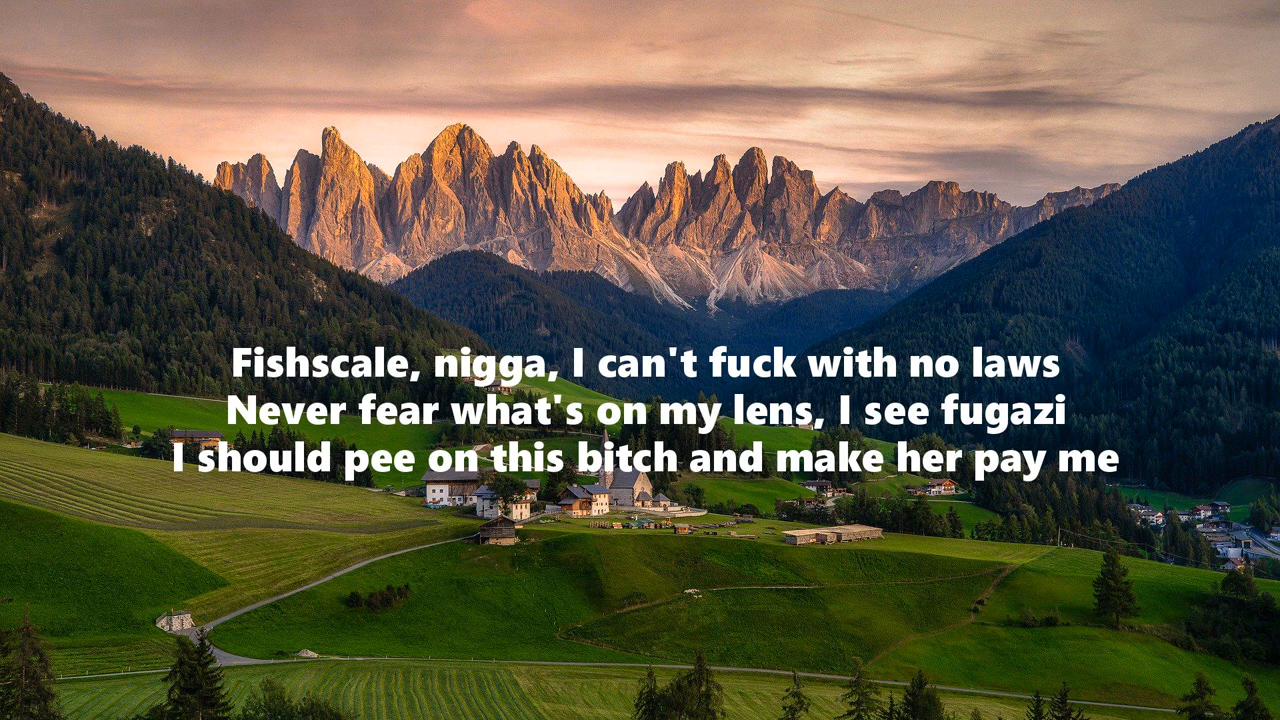 Fishscale, nigga, I can't fuck with no laws
Never fear what's on my lens, I see fugazi
I should pee on this bitch and make her pay me